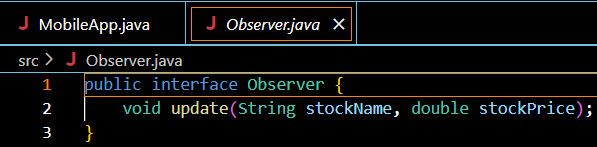 J MobileApp.java
J Observer.java ×
src > J Observer.java
1 public interface Observer {
2     void update(String stockName, double stockPrice);
3 }